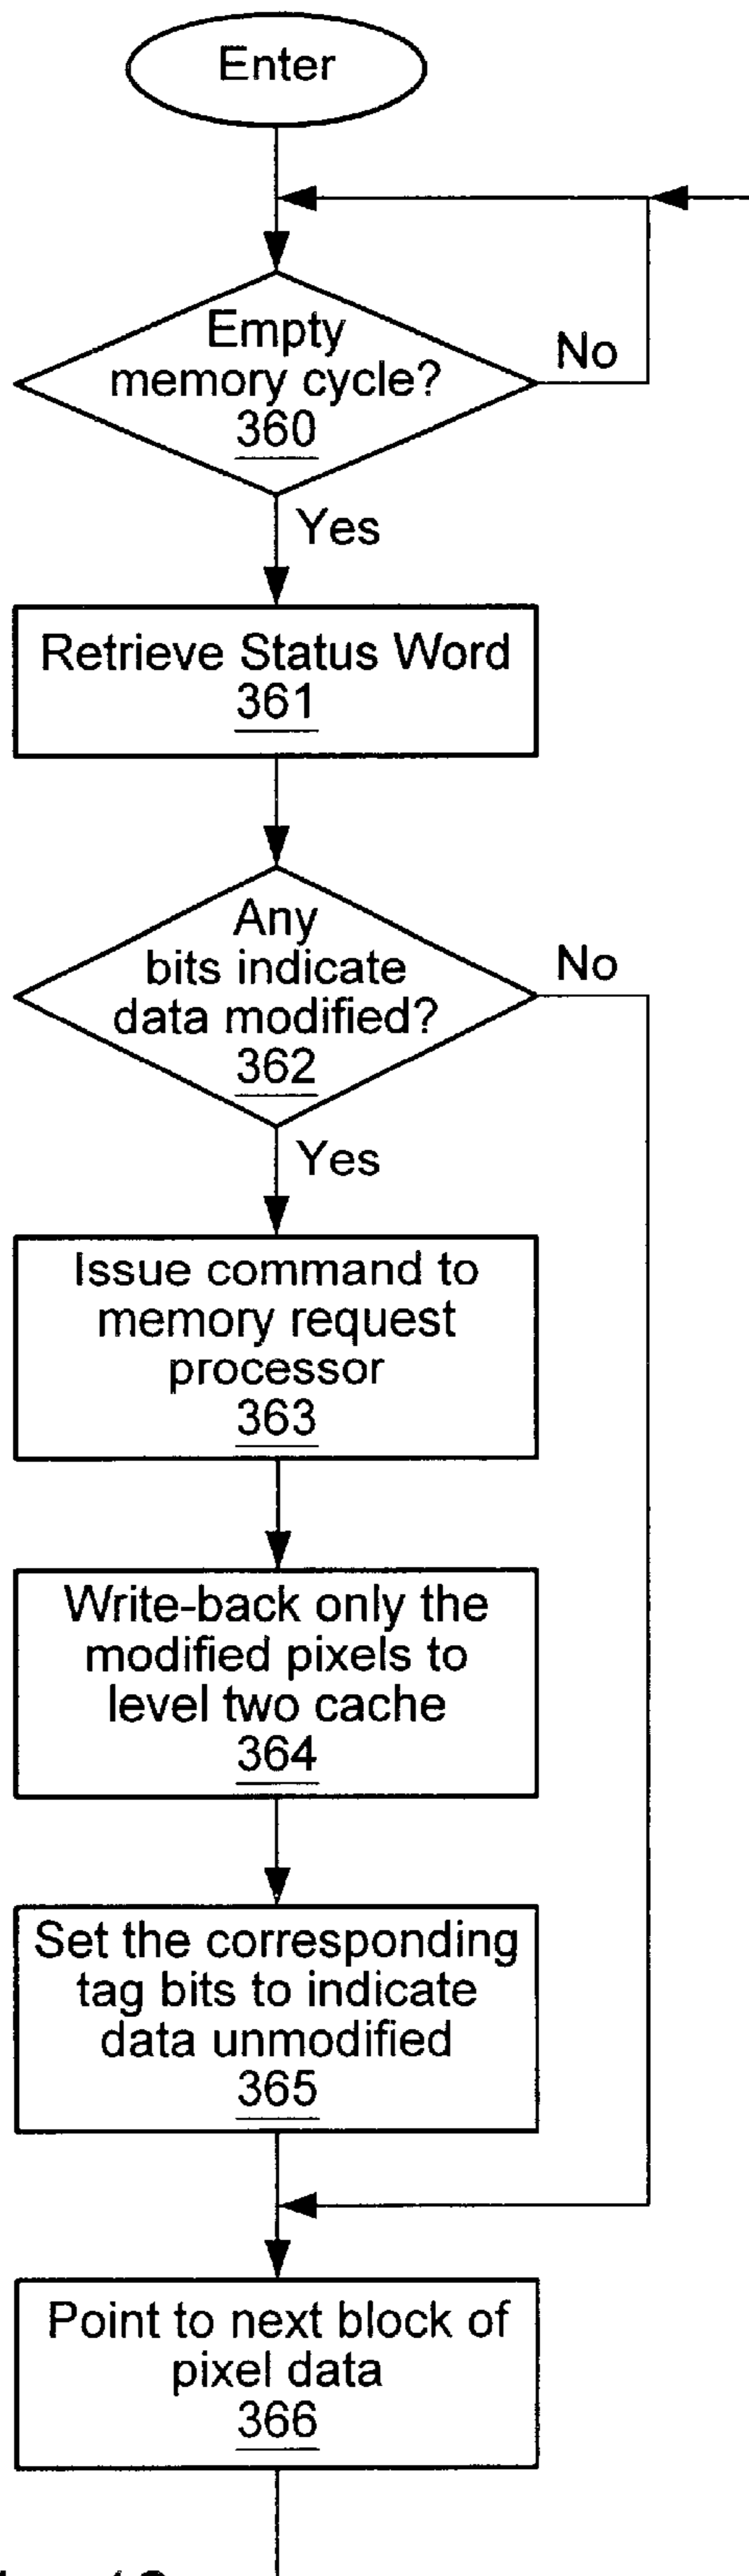 Enter
Empty
memory cycle?
360
No
Yes
Retrieve Status Word
361
Any
bits indicate
data modified?
362
No
Yes
Issue command to
memory request
processor
363
Write-back only the
modified pixels to
level two cache
364
Set the corresponding
tag bits to indicate
data unmodified
365
Point to next block of
pixel data
366